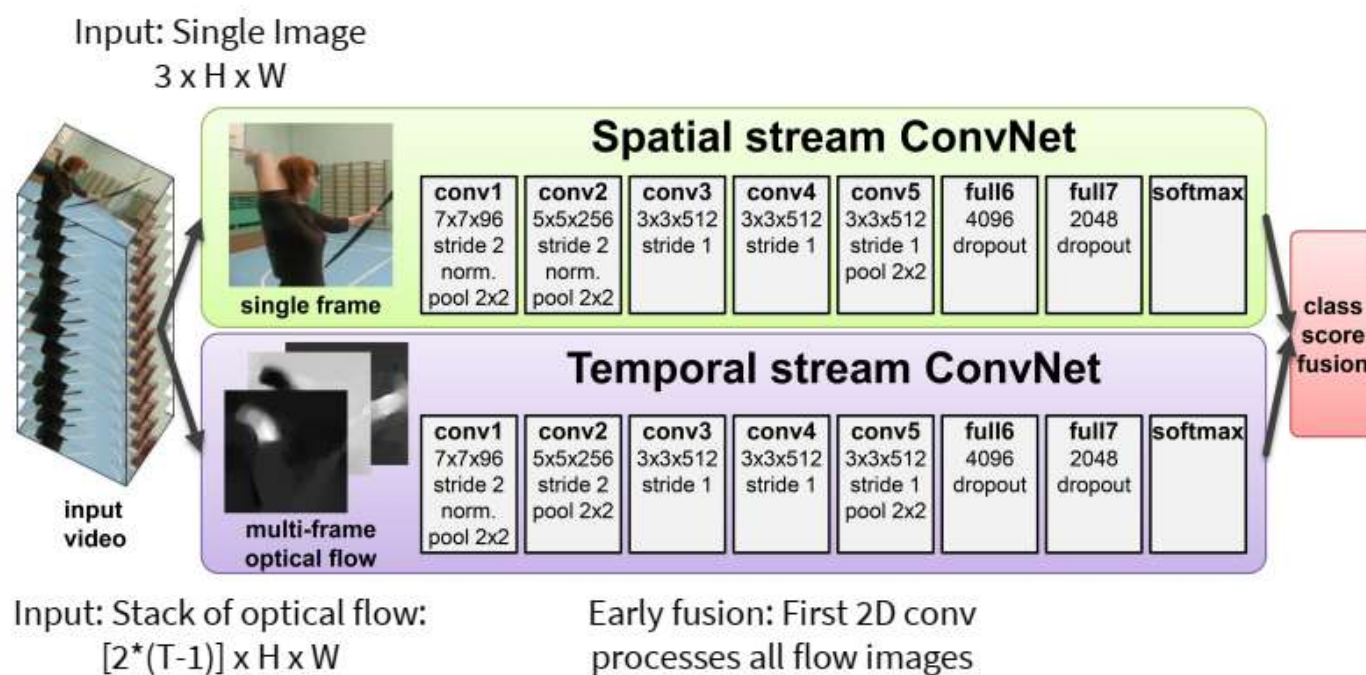 Input: Single Image
3 x H x W
Spatial stream ConvNet
single frame
conv1
7x7x96
stride 2
norm.
pool 2x2
conv2
5x5x256
stride 2
norm.
pool 2x2
conv3
3x3x512
stride 1
conv4
3x3x512
stride 1
conv5
3x3x512
stride 1
pool 2x2
full6
4096
dropout
full7
2048
dropout
softmax
Temporal stream ConvNet
multi-frame
optical flow
conv1
7x7x96
stride 2
norm.
pool 2x2
conv2
5x5x256
stride 2
pool 2x2
conv3
3x3x512
stride 1
conv4
3x3x512
stride 1
conv5
3x3x512
stride 1
pool 2x2
full6
4096
dropout
full7
2048
dropout
softmax
class
score
fusion
input
video
Input: Stack of optical flow:
[2*(T-1)] x H x W
Early fusion: First 2D conv
processes all flow images